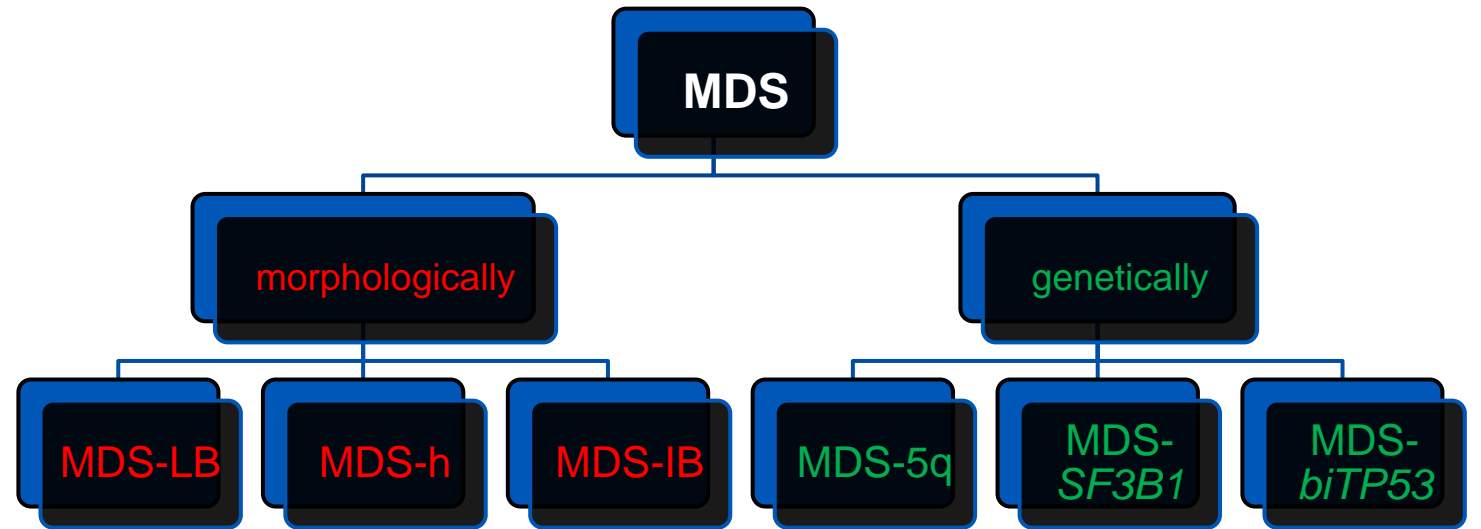 MDS
morphologically
genetically
MDS-LB
MDS-h
MDS-IB
MDS-5q
MDS-
SF3B1
MDS-
biTP53